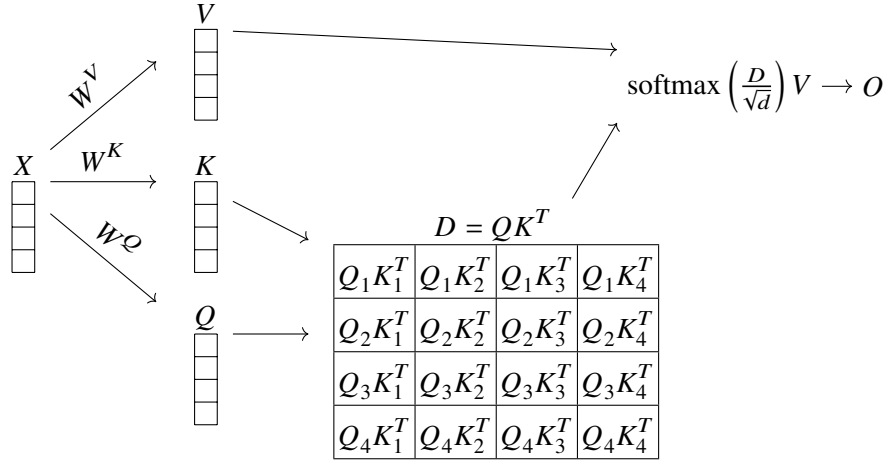 V
W^V
softmax (D/√d) V → O
X
W^K
K
W^Q
D = QK^T
Q_1K_1^T Q_1K_2^T Q_1K_3^T Q_1K_4^T
Q
Q_2K_1^T Q_2K_2^T Q_2K_3^T Q_2K_4^T
Q_3K_1^T Q_3K_2^T Q_3K_3^T Q_3K_4^T
Q_4K_1^T Q_4K_2^T Q_4K_3^T Q_4K_4^T